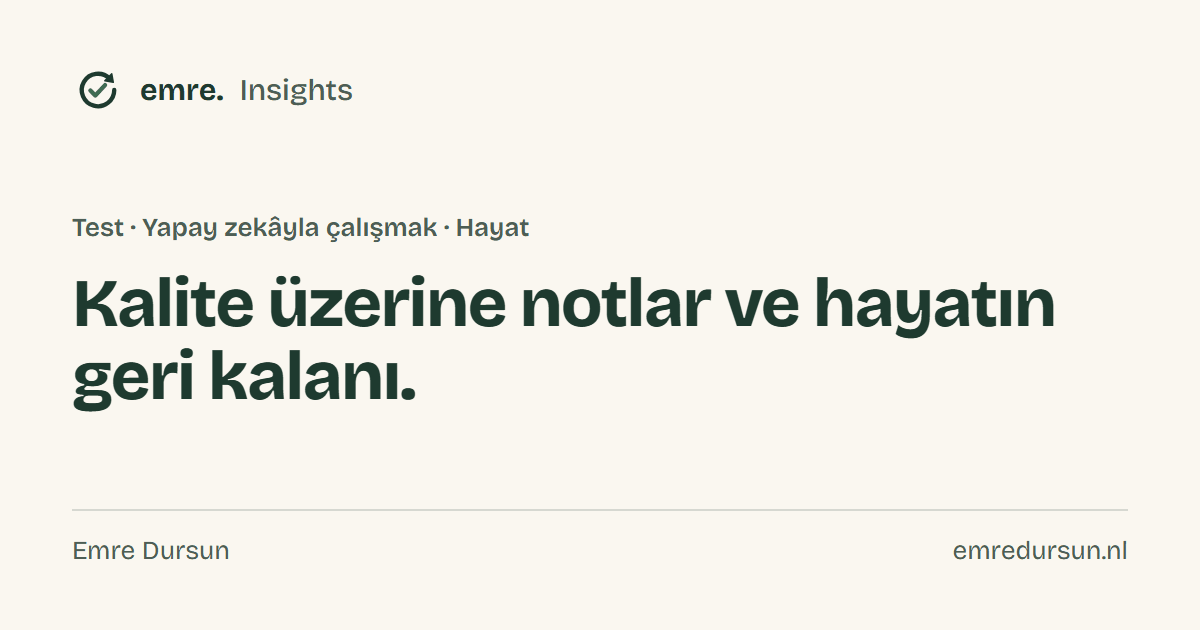 emre. Insights
Test · Yapay zekâyla çalışmak · Hayat
Kalite üzerine notlar ve hayatın
geri kalanı.
Emre Dursun
emredursun.nl